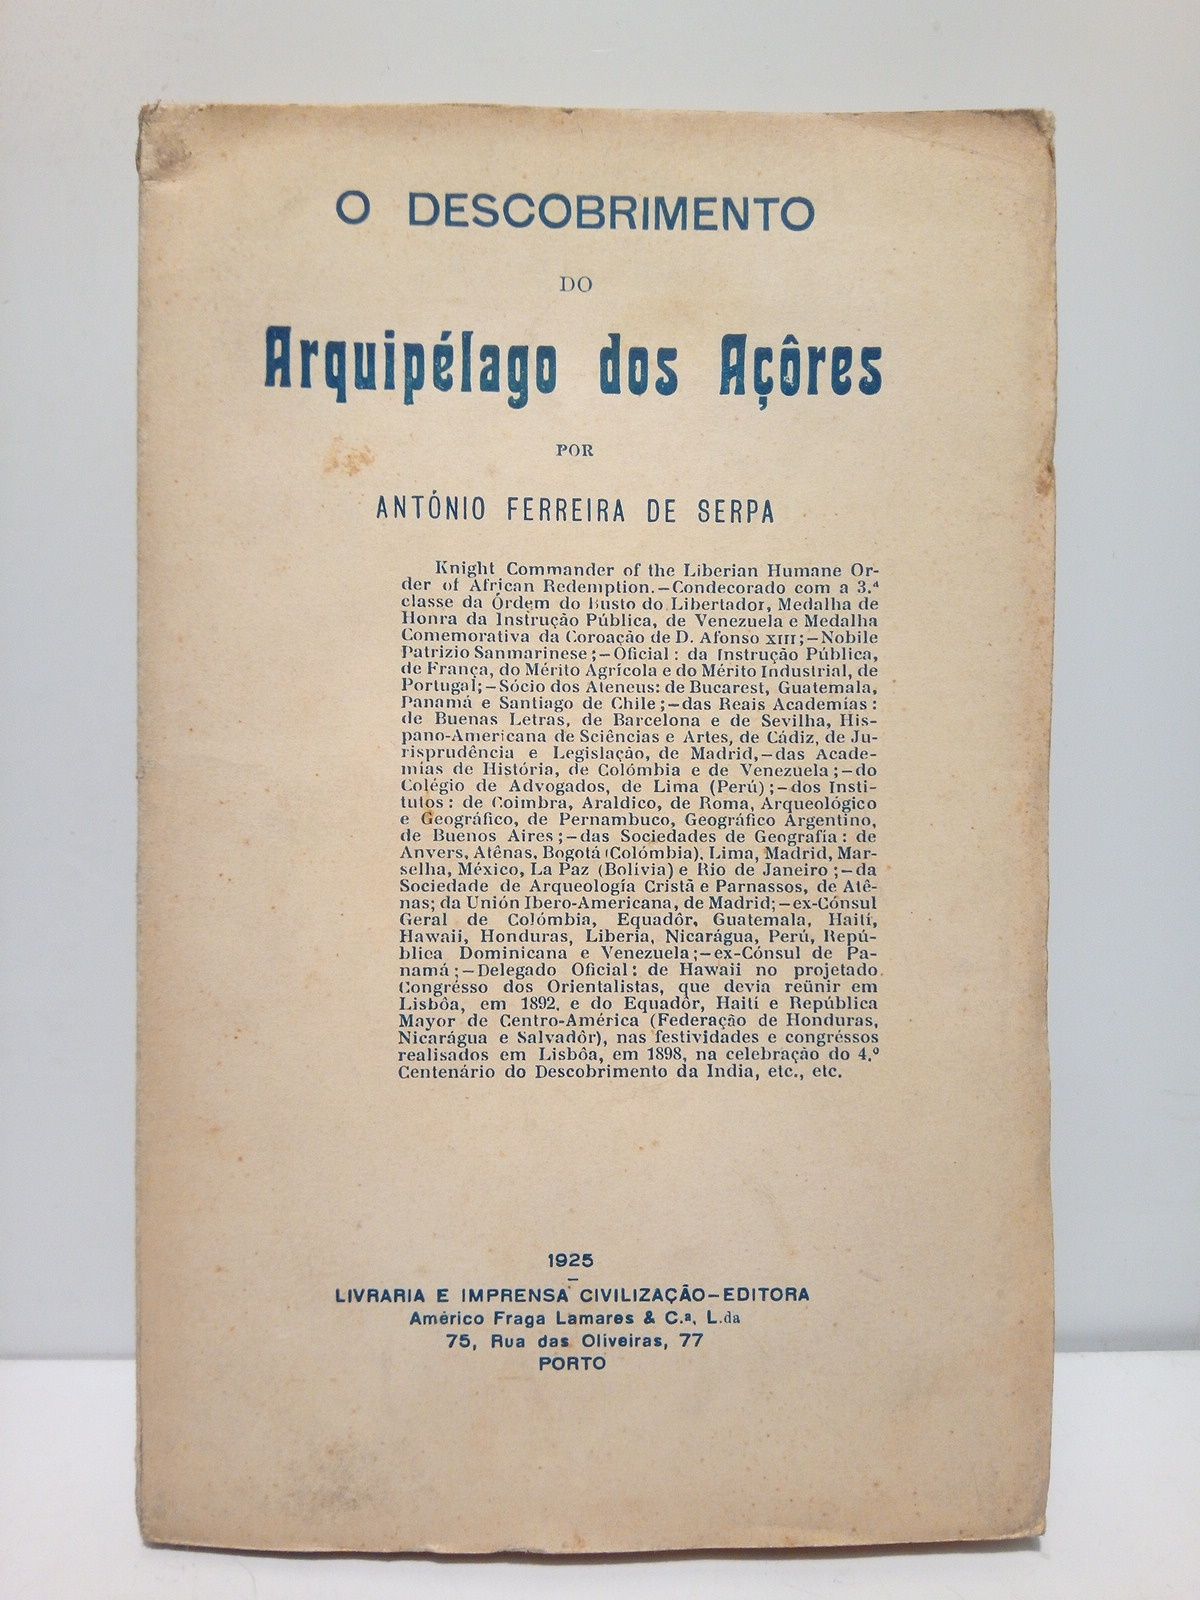 O DESCOBRIMENTO
DO
Arquipélago dos Açôres
POR
ANTÓNIO FERREIRA DE SERPA
Knight Commander of the Liberian Humane Or-
der of African Redemption.—Condecorado com a 3.ª
classe da Órdem do Busto do Libertador, Medalha de
Honra da Instrução Pública, de Venezuela e Medalha
Comemorativa da Coroação de D. Afonso XIII;—Nobile
Patrizio Sanmarinese;—Oficial: da Instrução Pública,
de França, do Mérito Agrícola e do Mérito Industrial, de
Portugal;—Sócio dos Ateneus: de Bucarest, Guatemala,
Panamá e Santiago de Chile;—das Reais Academias:
de Buenas Letras, de Barcelona e de Sevilha, His-
pano-Americana de Sciências e Artes, de Cádiz, de Ju-
risprudência e Legislação, de Madrid,—das Acade-
mias de História, de Colómbia e de Venezuela;—do
Colégio de Advogados, de Lima (Perú);—dos Insti-
tutos: de Coimbra, Araldico, de Roma, Arqueológico
e Geográfico, de Pernambuco, Geográfico Argentino,
de Buenos Aires;—das Sociedades de Geografia: de
Anvers, Atênas, Bogotá (Colómbia), Lima, Madrid, Mar-
selha, México, La Paz (Bolívia) e Rio de Janeiro;—da
Sociedade de Arqueología Cristã e Parnassos, de Atê-
nas; da Unión Ibero-Americana, de Madrid;—ex-Cónsul
Geral de Colómbia, Equadôr, Guatemala, Haití,
Hawaii, Honduras, Liberia, Nicarágua, Perú, Repú-
blica Dominicana e Venezuela;—ex-Cónsul de Pa-
namá;—Delegado Oficial: de Hawaii no projetado
Congrésso dos Orientalistas, que devia reünir em
Lisbôa, em 1892, e do Equadôr, Haití e República
Mayor de Centro-América (Federação de Honduras,
Nicarágua e Salvadôr), nas festividades e congréssos
realisados em Lisbôa, em 1898, na celebração do 4.º
Centenário do Descobrimento da India, etc., etc.
1925
LIVRARIA E IMPRENSA CIVILIZAÇÃO—EDITORA
Américo Fraga Lamares & C.ª, L.da
75, Rua das Oliveiras, 77
PORTO